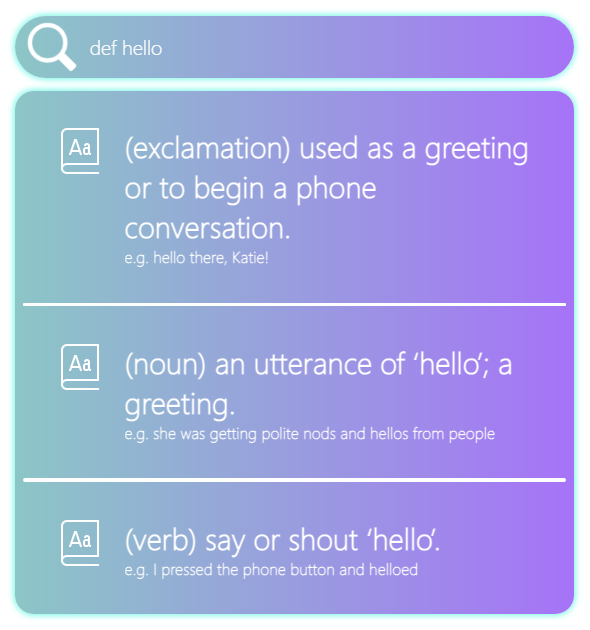 def hello
Aa
(exclamation) used as a greeting
or to begin a phone
conversation.
e.g. hello there, Katie!
Aa
(noun) an utterance of ‘hello’; a
greeting.
e.g. she was getting polite nods and hellos from people
Aa
(verb) say or shout ‘hello’.
e.g. I pressed the phone button and helloed